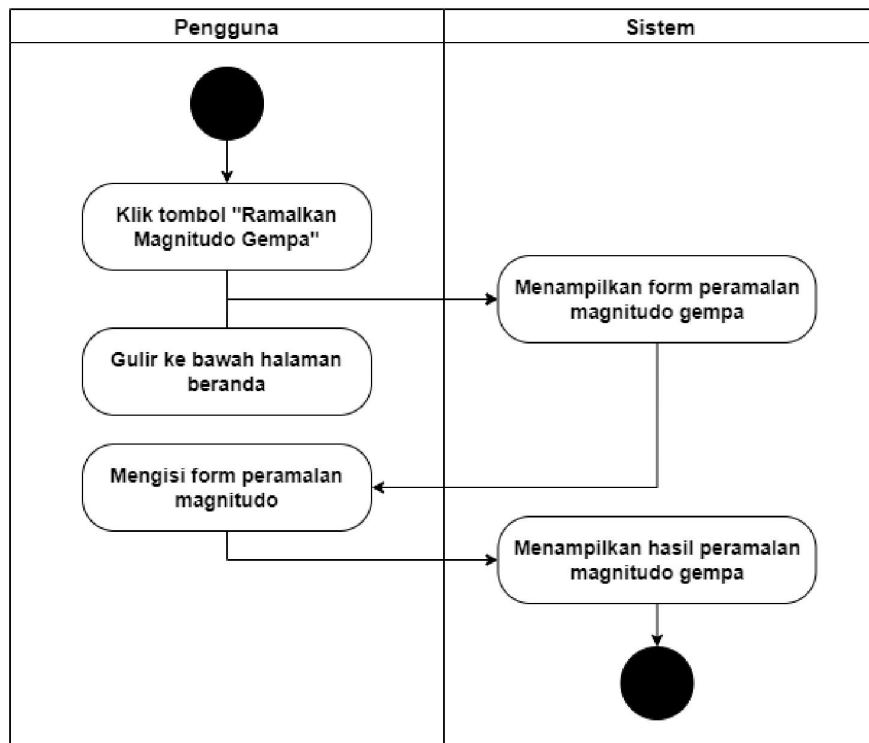 Pengguna
Sistem
Klik tombol "Ramalkan
Magnitudo Gempa"
Menampilkan form peramalan
magnitudo gempa
Gulir ke bawah halaman
beranda
Mengisi form peramalan
magnitudo
Menampilkan hasil peramalan
magnitudo gempa